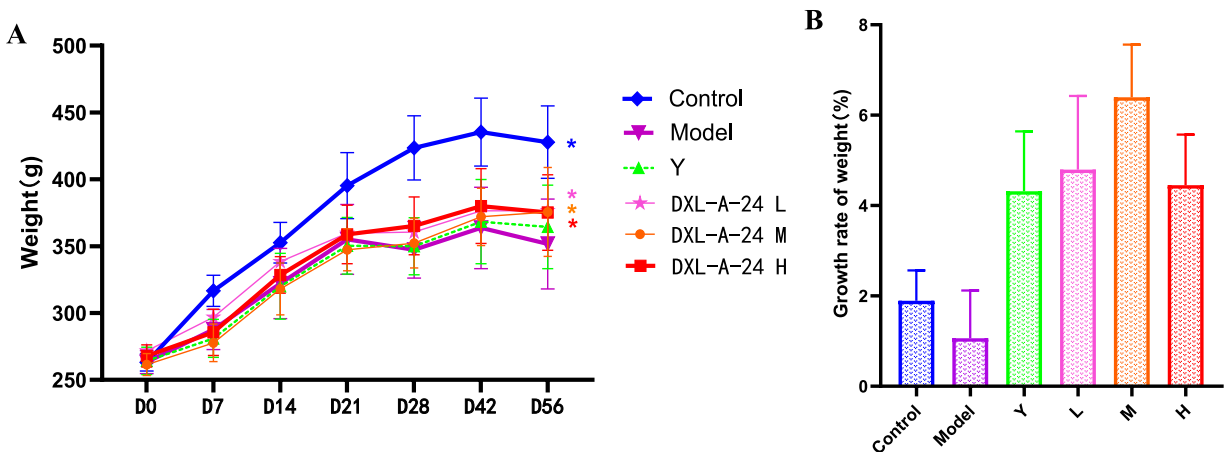 A
Weight(g)
500
450
400
350
300
250
D0 D7 D14 D21 D28 D42 D56
*
*
*
*
Control
Model
Y
DXL-A-24 L
DXL-A-24 M
DXL-A-24 H
B
Growth rate of weight(%)
8
6
4
2
0
Control Model Y L M H